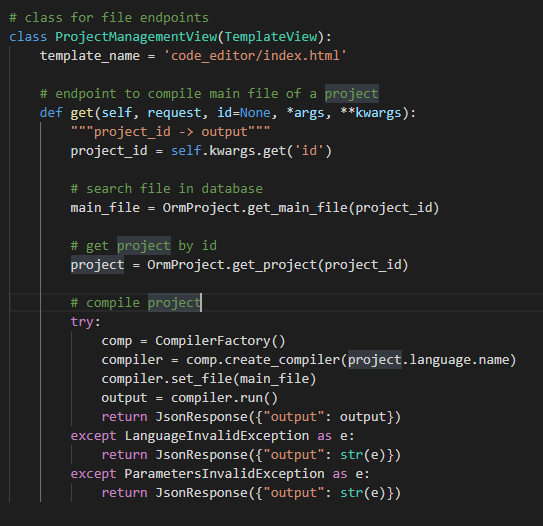 # class for file endpoints
class ProjectManagementView(TemplateView):
    template_name = 'code_editor/index.html'

    # endpoint to compile main file of a project
    def get(self, request, id=None, *args, **kwargs):
        """project_id -> output"""
        project_id = self.kwargs.get('id')

        # search file in database
        main_file = OrmProject.get_main_file(project_id)

        # get project by id
        project = OrmProject.get_project(project_id)

        # compile project
        try:
            comp = CompilerFactory()
            compiler = comp.create_compiler(project.language.name)
            compiler.set_file(main_file)
            output = compiler.run()
            return JsonResponse({"output": output})
        except LanguageInvalidException as e:
            return JsonResponse({"output": str(e)})
        except ParametersInvalidException as e:
            return JsonResponse({"output": str(e)})